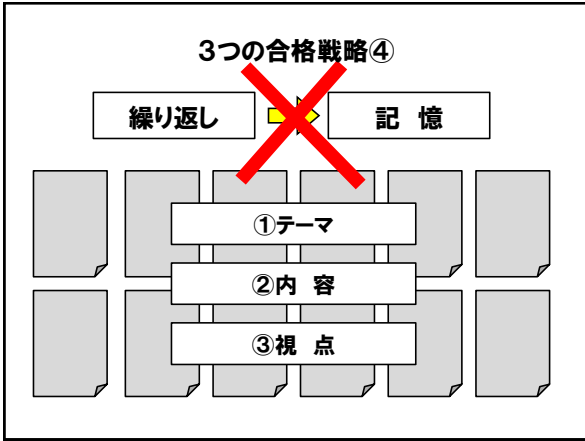 3つの合格戦略④
繰り返し 記 憶
①テーマ
②内 容
③視 点